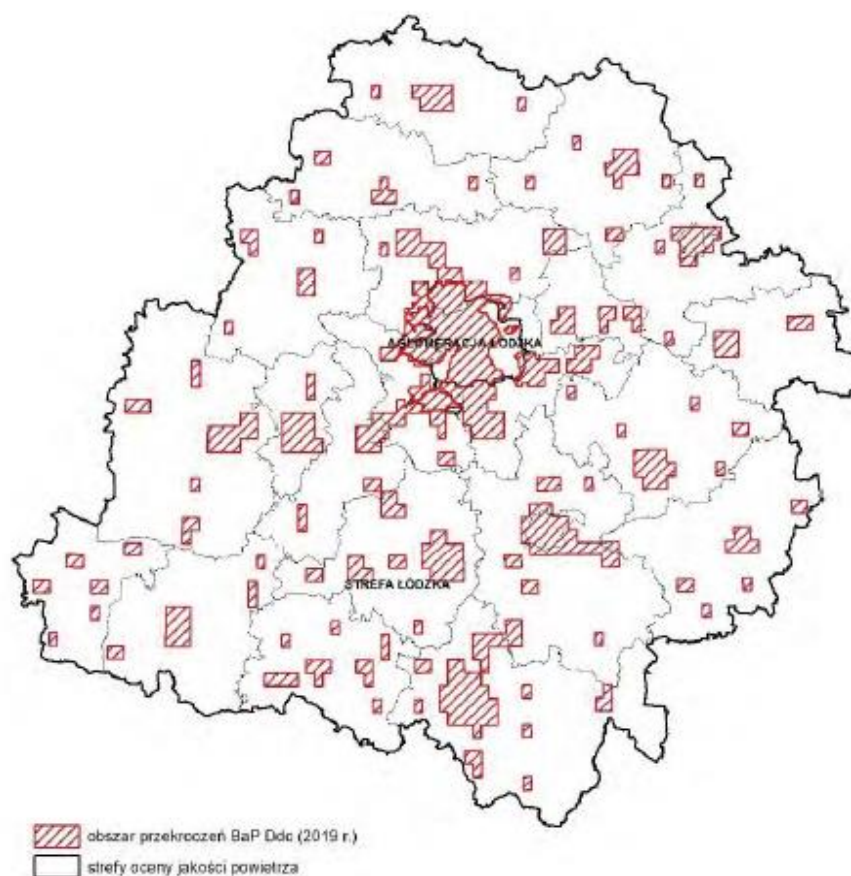 AGLOMERACJA ŁÓDZKA
STREFA ŁÓDZKA
obszar przekroczeń BaP Ddc (2019 r.)
strefy oceny jakości powietrza